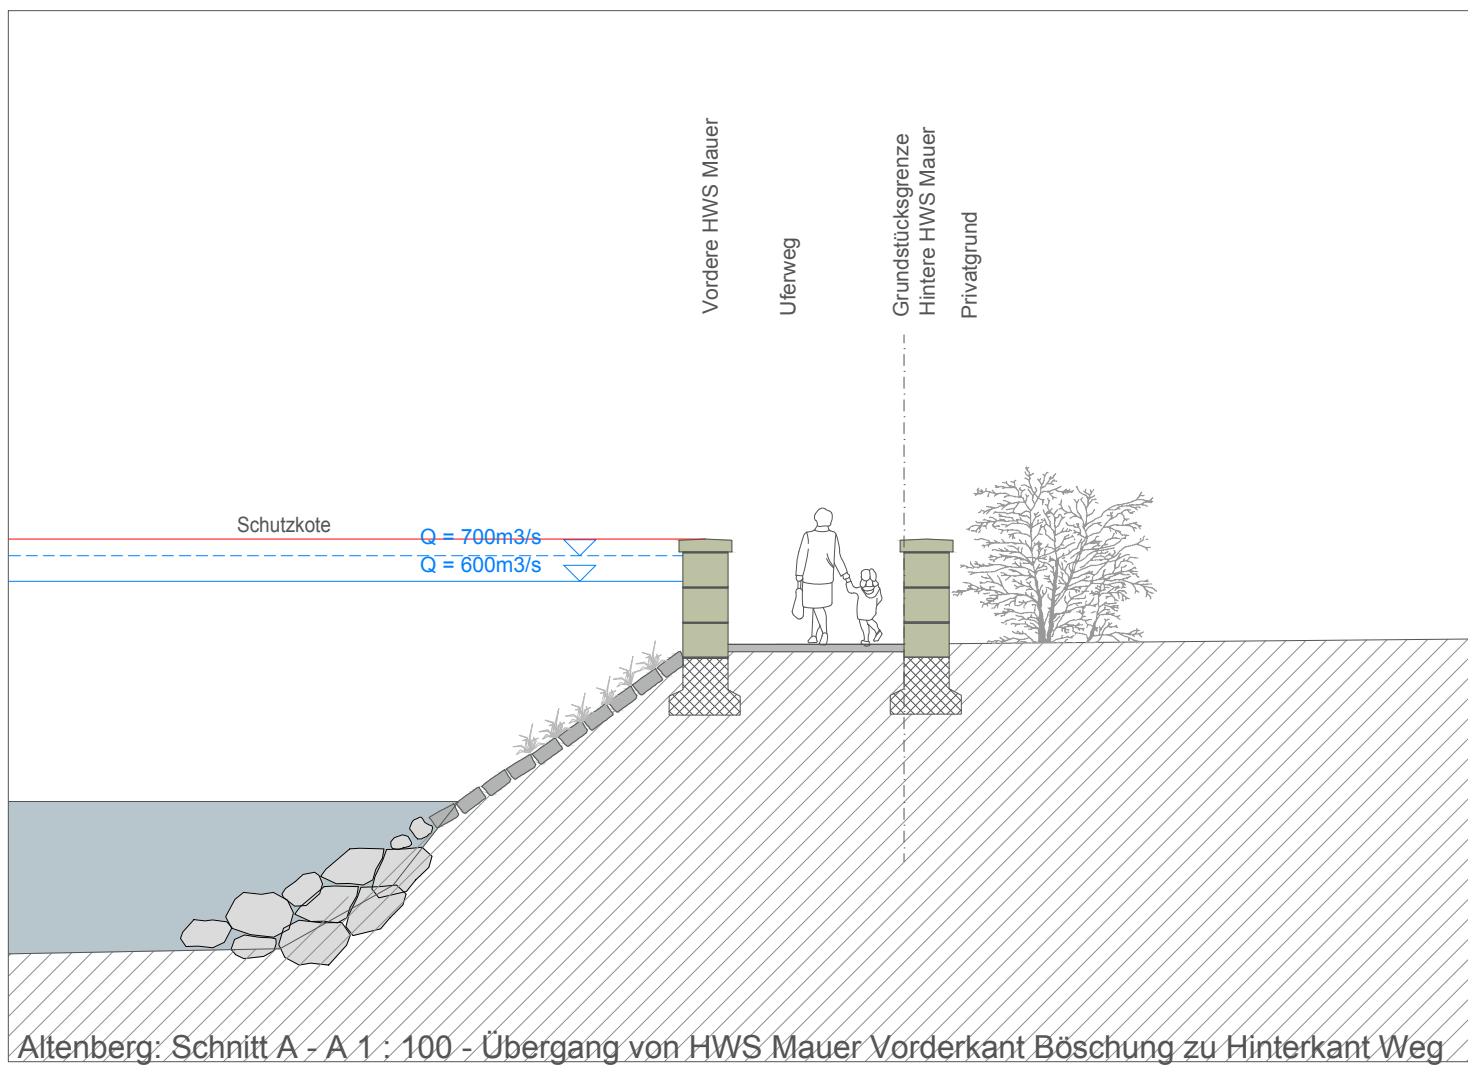 Vordere HWS Mauer
Uferweg
Grundstücksgrenze
Hintere HWS Mauer
Privatgrund
Schutzkote
Q = 700m3/s
Q = 600m3/s
Altenberg: Schnitt A - A 1 : 100 - Übergang von HWS Mauer Vorderkant Böschung zu Hinterkant Weg